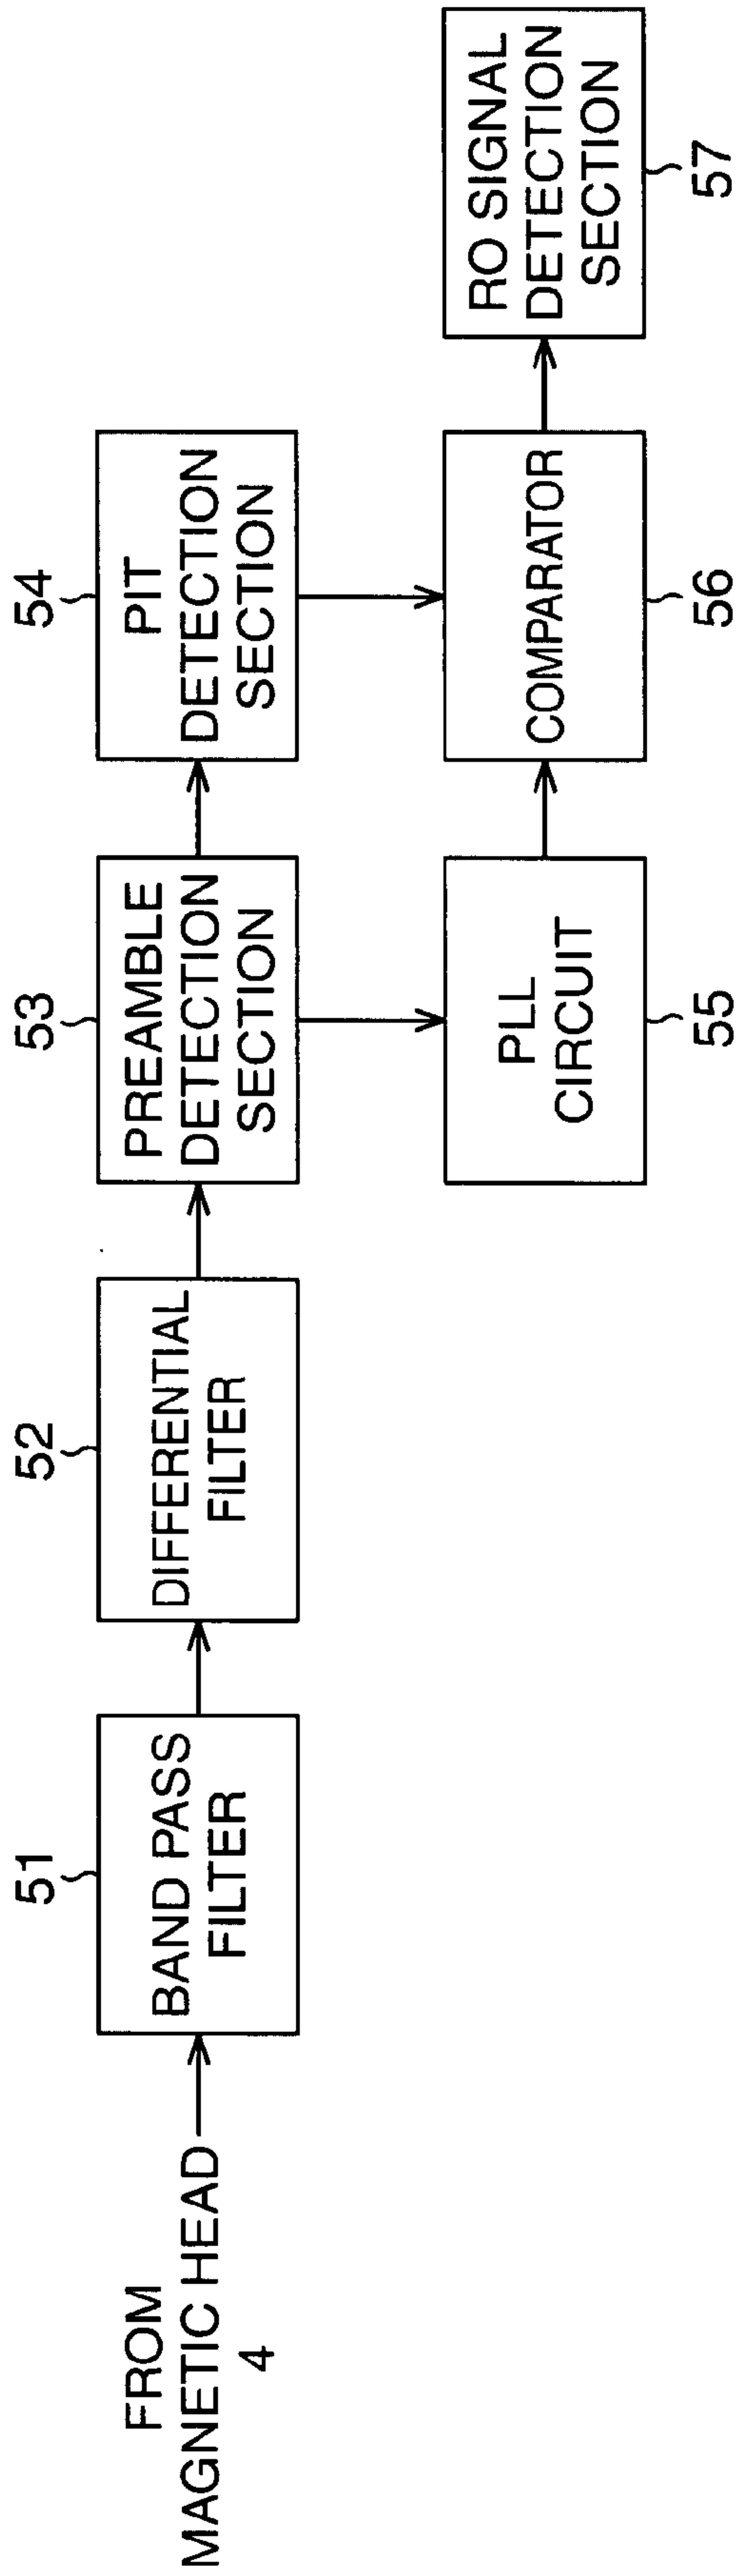 FROM
MAGNETIC HEAD
4
51
BAND PASS
FILTER
52
DIFFERENTIAL
FILTER
53
PREAMBLE
DETECTION
SECTION
54
PIT
DETECTION
SECTION
PLL
CIRCUIT
55
COMPARATOR
56
RO SIGNAL
DETECTION
SECTION
57